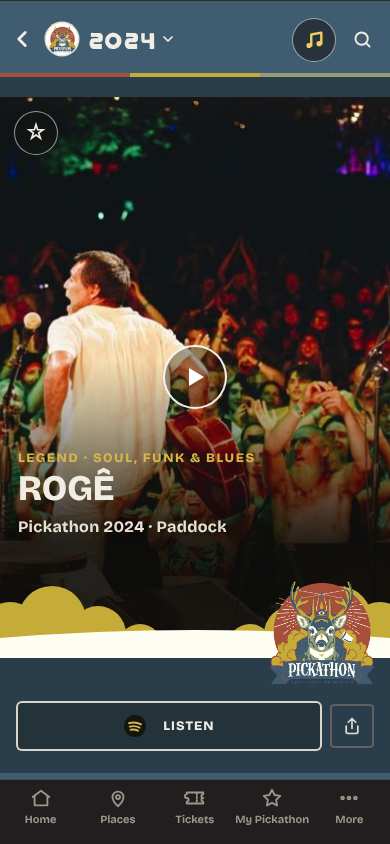 2024
LEGEND · SOUL, FUNK & BLUES
ROGÊ
Pickathon 2024 · Paddock
PICKATHON
LISTEN
Home
Places
Tickets
My Pickathon
More